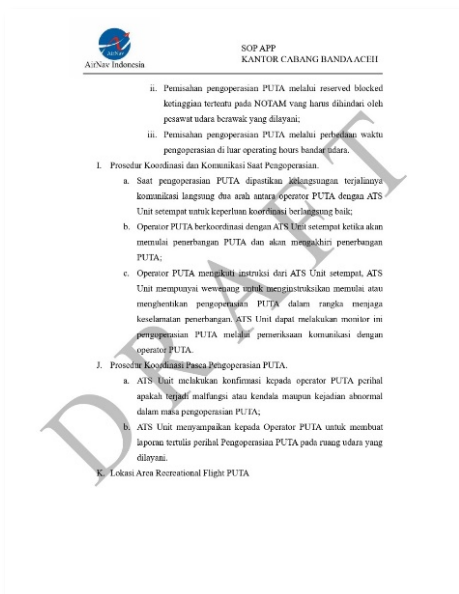 AirNav Indonesia
SOP APP
KANTOR CABANG BANDA ACEH
ii. Pemisahan pengoperasian PUTA melalui reserved blocked
ketinggian tertentu pada NOTAM yang harus dihindari oleh
pesawat udara berawak yang dilayani;
iii. Pemisahan pengoperasian PUTA melalui perbedaan waktu
pengoperasian di luar operating hours bandar udara.
I. Prosedur Koordinasi dan Komunikasi Saat Pengoperasian.
a. Saat pengoperasian PUTA dipastikan kelangsungan terjalinnya
komunikasi langsung dua arah antara operator PUTA dengan ATS
Unit setempat untuk keperluan koordinasi berlangsung baik;
b. Operator PUTA berkoordinasi dengan ATS Unit setempat ketika akan
memulai penerbangan PUTA dan akan mengakhiri penerbangan
PUTA;
c. Operator PUTA mengikuti instruksi dari ATS Unit setempat, ATS
Unit mempunyai wewenang untuk menginstruksikan memulai atau
menghentikan pengoperasian PUTA dalam rangka menjaga
keselamatan penerbangan. ATS Unit dapat melakukan monitor ini
pengoperasian PUTA melalui pemeriksaan komunikasi dengan
operator PUTA.
J. Prosedur Koordinasi Pasca Pengoperasian PUTA.
a. ATS Unit melakukan konfirmasi kepada operator PUTA perihal
apakah terjadi malfungsi atau kendala maupun kejadian abnormal
dalam masa pengoperasian PUTA;
b. ATS Unit menyampaikan kepada Operator PUTA untuk membuat
laporan tertulis perihal Pengoperasian PUTA pada ruang udara yang
dilayani.
K. Lokasi Area Recreational Flight PUTA
DRAFT